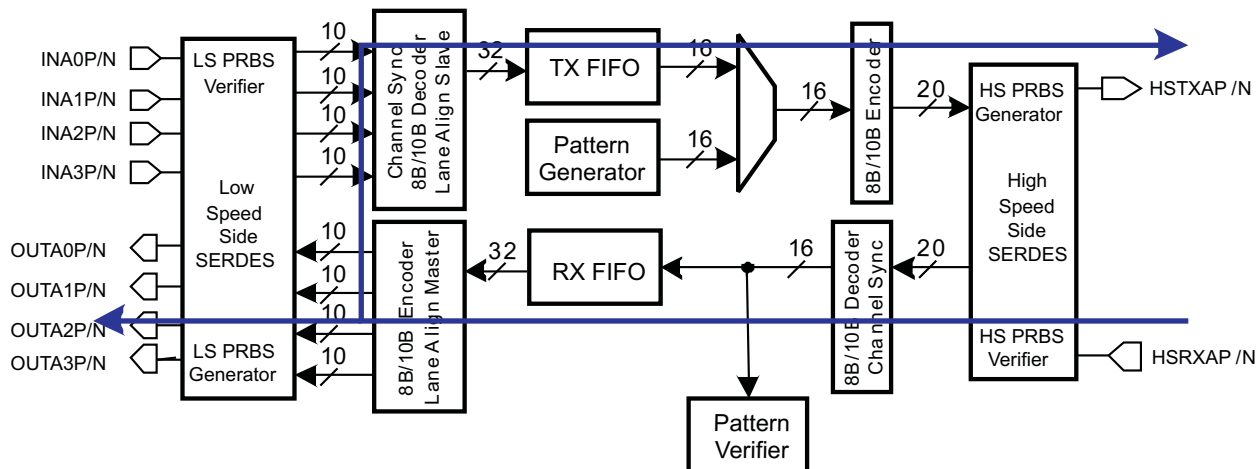 INA0P/N
INA1P/N
INA2P/N
INA3P/N
OUTA0P/N
OUTA1P/N
OUTA2P/N
OUTA3P/N
LS PRBS
Verifier
Low
Speed
Side
SERDES
LS PRBS
Generator
10
10
10
10
10
10
10
10
Channel Sync
8B/10B Decoder
Lane Align Slave
8B/10B Encoder
Lane Align Master
32
TX FIFO
16
Pattern
Generator
16
16
8B/10B Encoder
20
32
RX FIFO
16
8B/10B Decoder
Channel Sync
20
Pattern
Verifier
HS PRBS
Generator
High
Speed
Side
SERDES
HS PRBS
Verifier
HSTXAP /N
HSRXAP /N